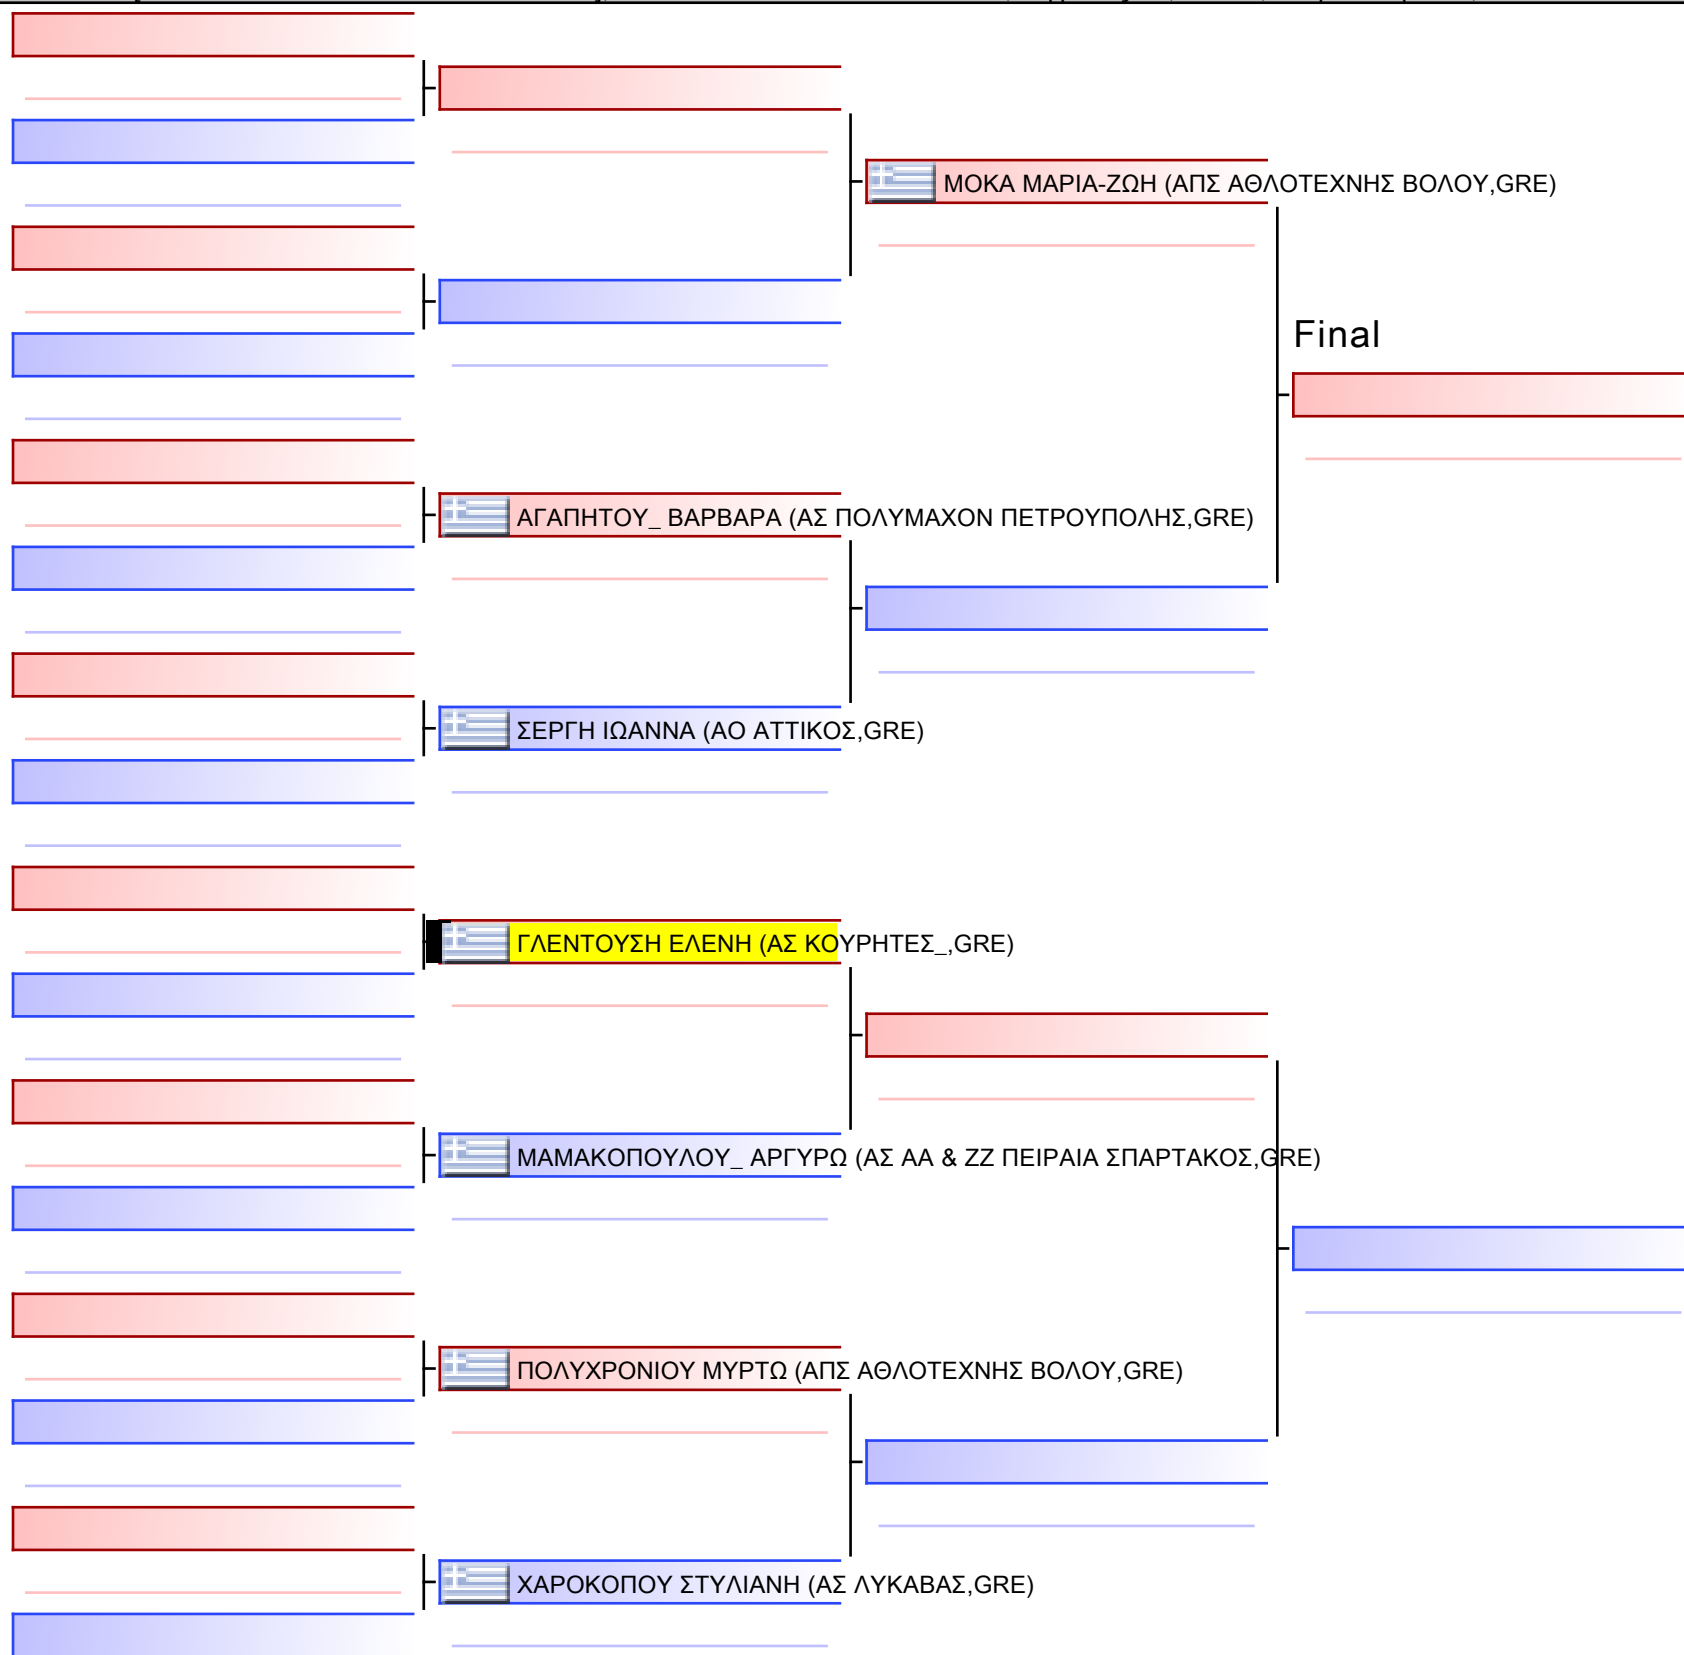 ΜΟΚΑ ΜΑΡΙΑ-ΖΩΗ (ΑΠΣ ΑΘΛΟΤΕΧΝΗΣ ΒΟΛΟΥ,GRE)
Final
ΑΓΑΠΗΤΟΥ_ ΒΑΡΒΑΡΑ (ΑΣ ΠΟΛΥΜΑΧΟΝ ΠΕΤΡΟΥΠΟΛΗΣ,GRE)
ΣΕΡΓΗ ΙΩΑΝΝΑ (ΑΟ ΑΤΤΙΚΟΣ,GRE)
ΓΛΕΝΤΟΥΣΗ ΕΛΕΝΗ (ΑΣ ΚΟΥΡΗΤΕΣ_,GRE)
ΜΑΜΑΚΟΠΟΥΛΟΥ_ ΑΡΓΥΡΩ (ΑΣ ΑΑ & ΖΖ ΠΕΙΡΑΙΑ ΣΠΑΡΤΑΚΟΣ,GRE)
ΠΟΛΥΧΡΟΝΙΟΥ ΜΥΡΤΩ (ΑΠΣ ΑΘΛΟΤΕΧΝΗΣ ΒΟΛΟΥ,GRE)
ΧΑΡΟΚΟΠΟΥ ΣΤΥΛΙΑΝΗ (ΑΣ ΛΥΚΑΒΑΣ,GRE)